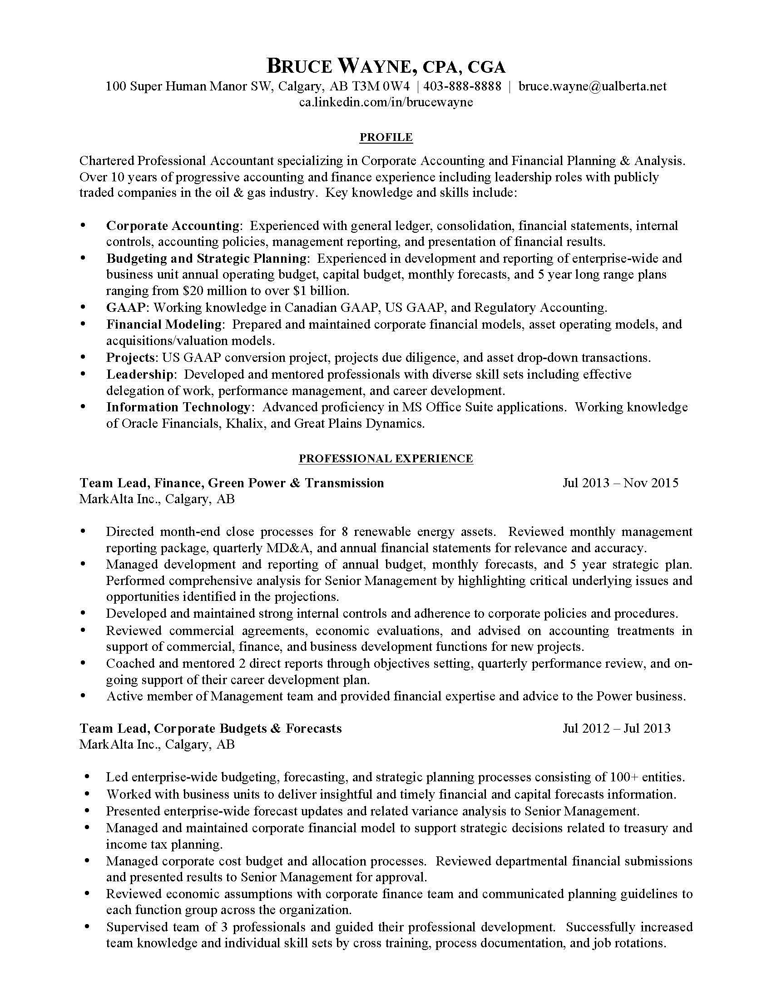 BRUCE WAYNE, CPA, CGA
100 Super Human Manor SW, Calgary, AB T3M 0W4 | 403-888-8888 | bruce.wayne@ualberta.net
ca.linkedin.com/in/brucewayne
PROFILE
Chartered Professional Accountant specializing in Corporate Accounting and Financial Planning & Analysis.
Over 10 years of progressive accounting and finance experience including leadership roles with publicly
traded companies in the oil & gas industry. Key knowledge and skills include:
• Corporate Accounting: Experienced with general ledger, consolidation, financial statements, internal
controls, accounting policies, management reporting, and presentation of financial results.
• Budgeting and Strategic Planning: Experienced in development and reporting of enterprise-wide and
business unit annual operating budget, capital budget, monthly forecasts, and 5 year long range plans
ranging from $20 million to over $1 billion.
• GAAP: Working knowledge in Canadian GAAP, US GAAP, and Regulatory Accounting.
• Financial Modeling: Prepared and maintained corporate financial models, asset operating models, and
acquisitions/valuation models.
• Projects: US GAAP conversion project, projects due diligence, and asset drop-down transactions.
• Leadership: Developed and mentored professionals with diverse skill sets including effective
delegation of work, performance management, and career development.
• Information Technology: Advanced proficiency in MS Office Suite applications. Working knowledge
of Oracle Financials, Khalix, and Great Plains Dynamics.
PROFESSIONAL EXPERIENCE
Team Lead, Finance, Green Power & Transmission Jul 2013 – Nov 2015
MarkAlta Inc., Calgary, AB
• Directed month-end close processes for 8 renewable energy assets. Reviewed monthly management
reporting package, quarterly MD&A, and annual financial statements for relevance and accuracy.
• Managed development and reporting of annual budget, monthly forecasts, and 5 year strategic plan.
Performed comprehensive analysis for Senior Management by highlighting critical underlying issues and
opportunities identified in the projections.
• Developed and maintained strong internal controls and adherence to corporate policies and procedures.
• Reviewed commercial agreements, economic evaluations, and advised on accounting treatments in
support of commercial, finance, and business development functions for new projects.
• Coached and mentored 2 direct reports through objectives setting, quarterly performance review, and on-
going support of their career development plan.
• Active member of Management team and provided financial expertise and advice to the Power business.
Team Lead, Corporate Budgets & Forecasts Jul 2012 – Jul 2013
MarkAlta Inc., Calgary, AB
• Led enterprise-wide budgeting, forecasting, and strategic planning processes consisting of 100+ entities.
• Worked with business units to deliver insightful and timely financial and capital forecasts information.
• Presented enterprise-wide forecast updates and related variance analysis to Senior Management.
• Managed and maintained corporate financial model to support strategic decisions related to treasury and
income tax planning.
• Managed corporate cost budget and allocation processes. Reviewed departmental financial submissions
and presented results to Senior Management for approval.
• Reviewed economic assumptions with corporate finance team and communicated planning guidelines to
each function group across the organization.
• Supervised team of 3 professionals and guided their professional development. Successfully increased
team knowledge and individual skill sets by cross training, process documentation, and job rotations.